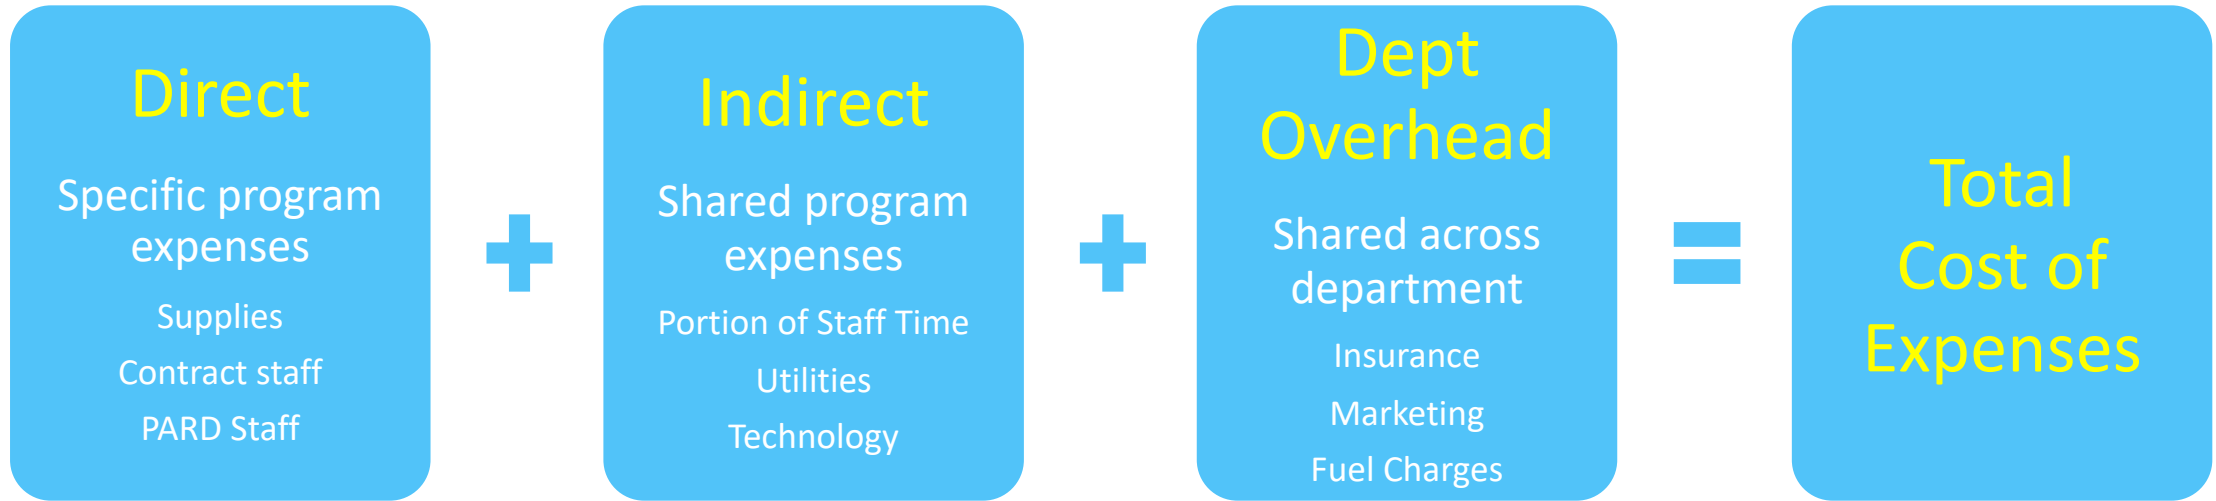 Direct
Specific program
expenses
Supplies
Contract staff
PARD Staff
Indirect
Shared program
expenses
Portion of Staff Time
Utilities
Technology
Dept
Overhead
Shared across
department
Insurance
Marketing
Fuel Charges
Total
Cost of
Expenses